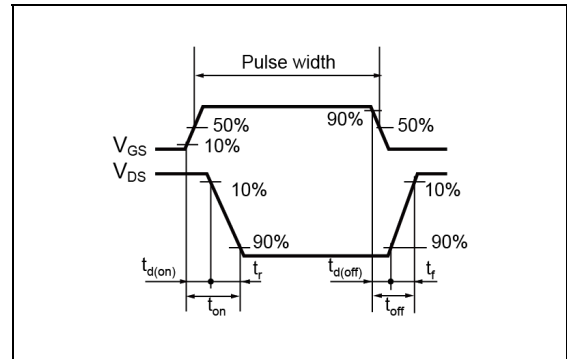 Pulse width
90%
50%
50%
10%
V_GS
V_DS
10%
10%
90%
90%
t_d(on)
t_r
t_d(off)
t_f
t_on
t_off